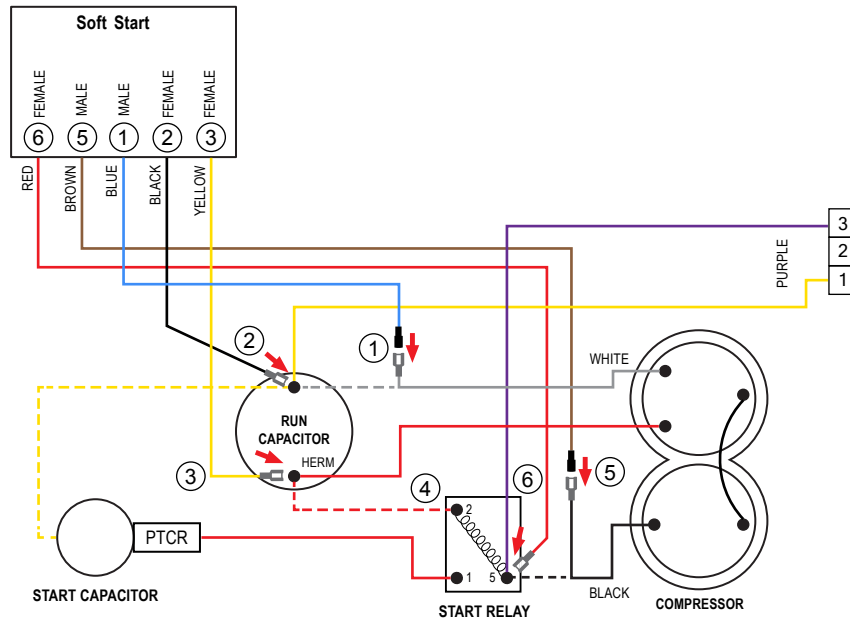 Soft Start
FEMALE
MALE
MALE
FEMALE
FEMALE
6
5
1
2
3
RED
BROWN
BLUE
BLACK
YELLOW
3
2
1
PURPLE
2
1
WHITE
RUN
CAPACITOR
HERM
3
4
6
5
2
PTCR
1
5
BLACK
START CAPACITOR
START RELAY
COMPRESSOR